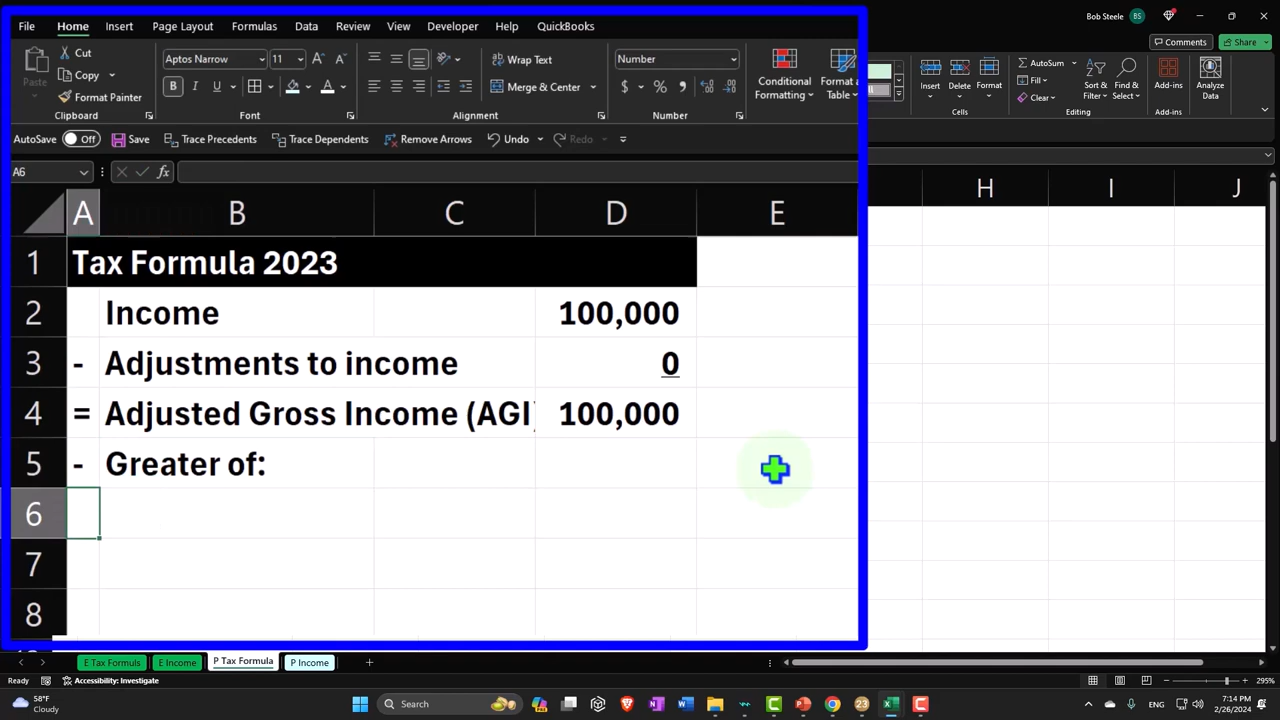 File Home Insert Page Layout Formulas Data Review View Developer Help QuickBooks
Bob Steele BS
Comments Share
Cut
Copy
Format Painter
Paste
Clipboard
Aptos Narrow 11
B I U
Font
Wrap Text
Merge & Center
Alignment
Number
$ % ,
Number
Conditional Formatting
Format as Table
Insert
Delete
Format
Cells
AutoSum
Fill
Clear
Sort & Filter
Find & Select
Editing
Add-ins
Add-ins
Analyze Data
AutoSave Off Save Trace Precedents Trace Dependents Remove Arrows Undo Redo
A6 fx
A B C D E H I J
1 Tax Formula 2023
2 Income 100,000
3 - Adjustments to income 0
4 = Adjusted Gross Income (AGI) 100,000
5 - Greater of:
6
7
8
E Tax Formuls E Income P Tax Formula P Income
Ready Accessibility: Investigate 295%
58°F
Cloudy
Search
23
ENG
7:14 PM
2/26/2024